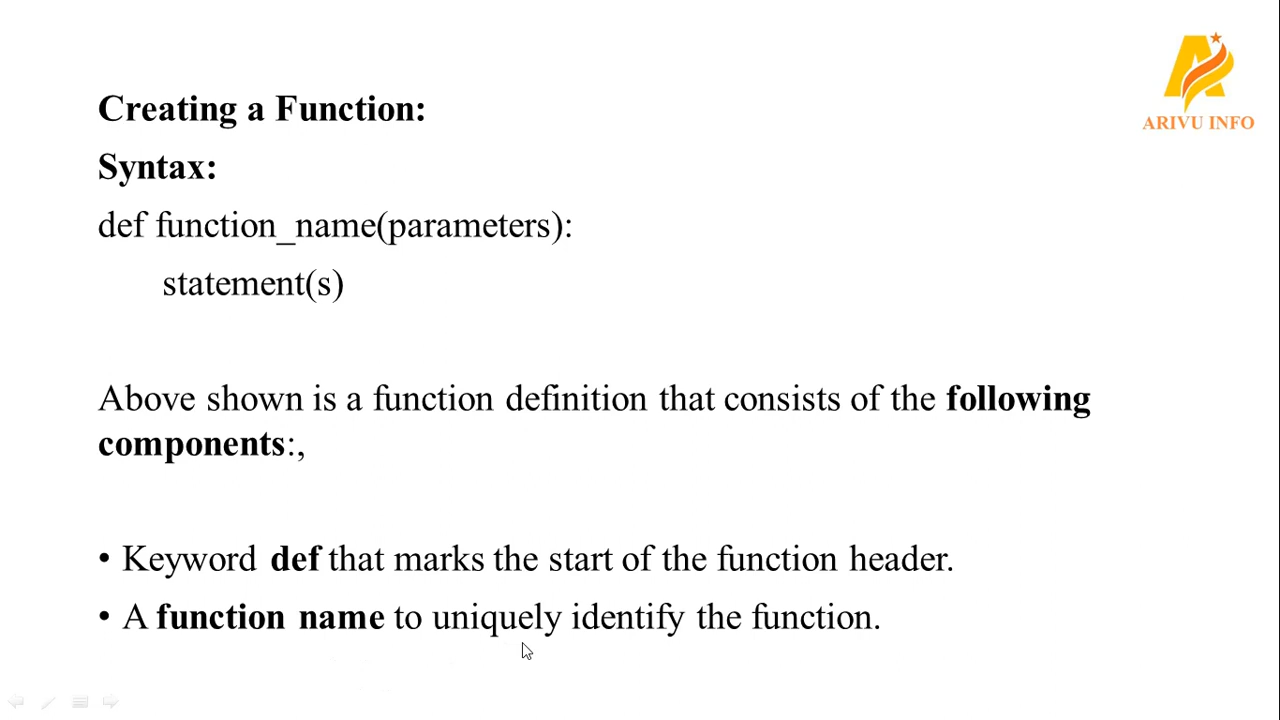 ARIVU INFO
Creating a Function:
Syntax:
def function_name(parameters):
statement(s)
Above shown is a function definition that consists of the following
components:,
• Keyword def that marks the start of the function header.
• A function name to uniquely identify the function.